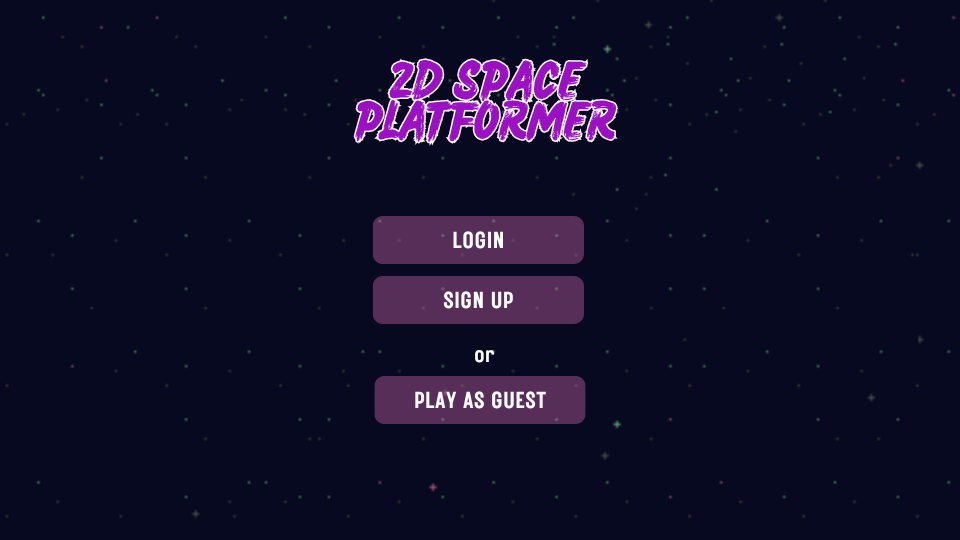 2D SPACE
PLATFORMER
LOGIN
SIGN UP
or
PLAY AS GUEST